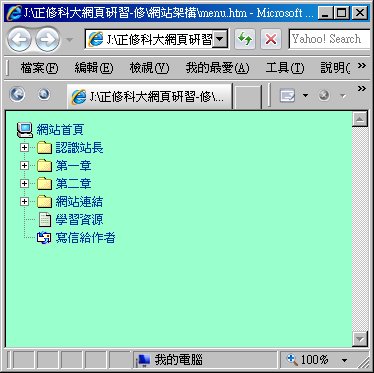 J:\正修科大網頁研習-修\網站架構\menu.htm - Microsoft ...
J:\正修科大網頁研習
Yahoo! Search
檔案(F) 編輯(E) 檢視(V) 我的最愛(A) 工具(T) 說明(
J:\正修科大網頁研習-修\...
網站首頁
認識站長
第一章
第二章
網站連結
學習資源
寫信給作者
我的電腦 100%